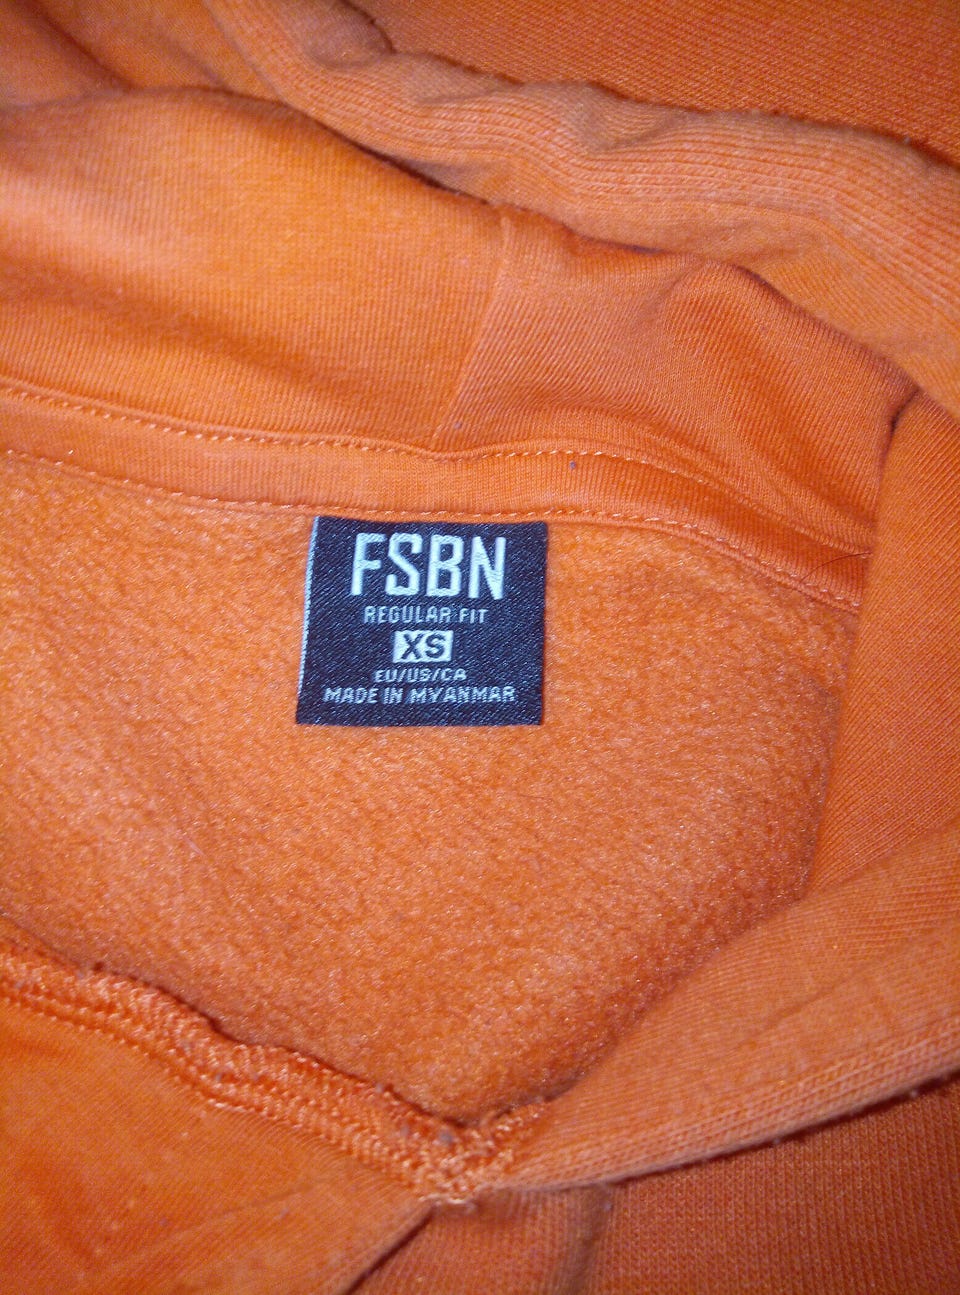 FSBN
REGULAR FIT
XS
EU/US/CA
MADE IN MYANMAR